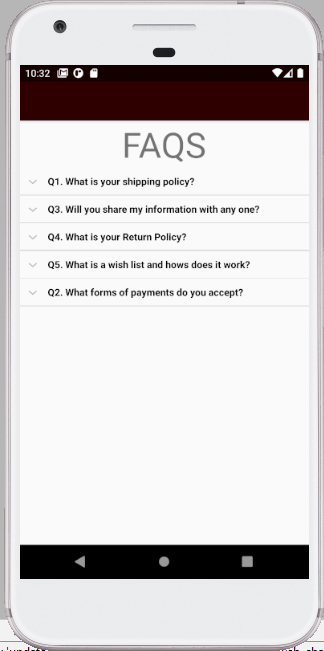 10:32
FAQS
Q1. What is your shipping policy?
Q3. Will you share my information with any one?
Q4. What is your Return Policy?
Q5. What is a wish list and hows does it work?
Q2. What forms of payments do you accept?